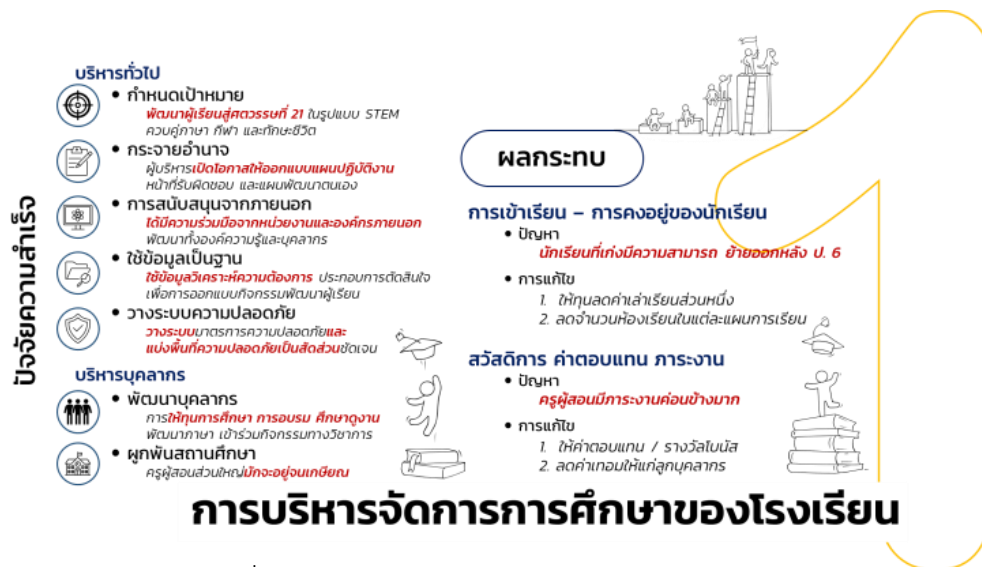 ปัจจัยความสำเร็จ
บริหารทั่วไป
• กำหนดเป้าหมาย
พัฒนาผู้เรียนสู่ศตวรรษที่ 21 ในรูปแบบ STEM
ควบคู่ภาษา กีฬา และทักษะชีวิต
• กระจายอำนาจ
ผู้บริหารเปิดโอกาสให้ออกแบบแผนปฏิบัติงาน
หน้าที่รับผิดชอบ และแผนพัฒนาตนเอง
• การสนับสนุนจากภายนอก
ได้มีความร่วมมือจากหน่วยงานและองค์กรภายนอก
พัฒนาทั้งองค์ความรู้และบุคลากร
• ใช้ข้อมูลเป็นฐาน
ใช้ข้อมูลวิเคราะห์ความต้องการ ประกอบการตัดสินใจ
เพื่อการออกแบบกิจกรรมพัฒนาผู้เรียน
• วางระบบความปลอดภัย
วางระบบมาตรการความปลอดภัยและ
แบ่งพื้นที่ความปลอดภัยเป็นสัดส่วนชัดเจน
บริหารบุคลากร
• พัฒนาบุคลากร
การให้ทุนการศึกษา การอบรม ศึกษาดูงาน
พัฒนาภาษา เข้าร่วมกิจกรรมทางวิชาการ
• ผูกพันสถานศึกษา
ครูผู้สอนส่วนใหญ่มักจะอยู่จนเกษียณ
ผลกระทบ
การเข้าเรียน – การคงอยู่ของนักเรียน
• ปัญหา
นักเรียนที่เก่งมีความสามารถ ย้ายออกหลัง ป. 6
• การแก้ไข
1. ให้ทุนลดค่าเล่าเรียนส่วนหนึ่ง
2. ลดจำนวนห้องเรียนในแต่ละแผนการเรียน
สวัสดิการ ค่าตอบแทน ภาระงาน
• ปัญหา
ครูผู้สอนมีภาระงานค่อนข้างมาก
• การแก้ไข
1. ให้ค่าตอบแทน / รางวัลโบนัส
2. ลดค่าเทอมให้แก่ลูกบุคลากร
การบริหารจัดการการศึกษาของโรงเรียน